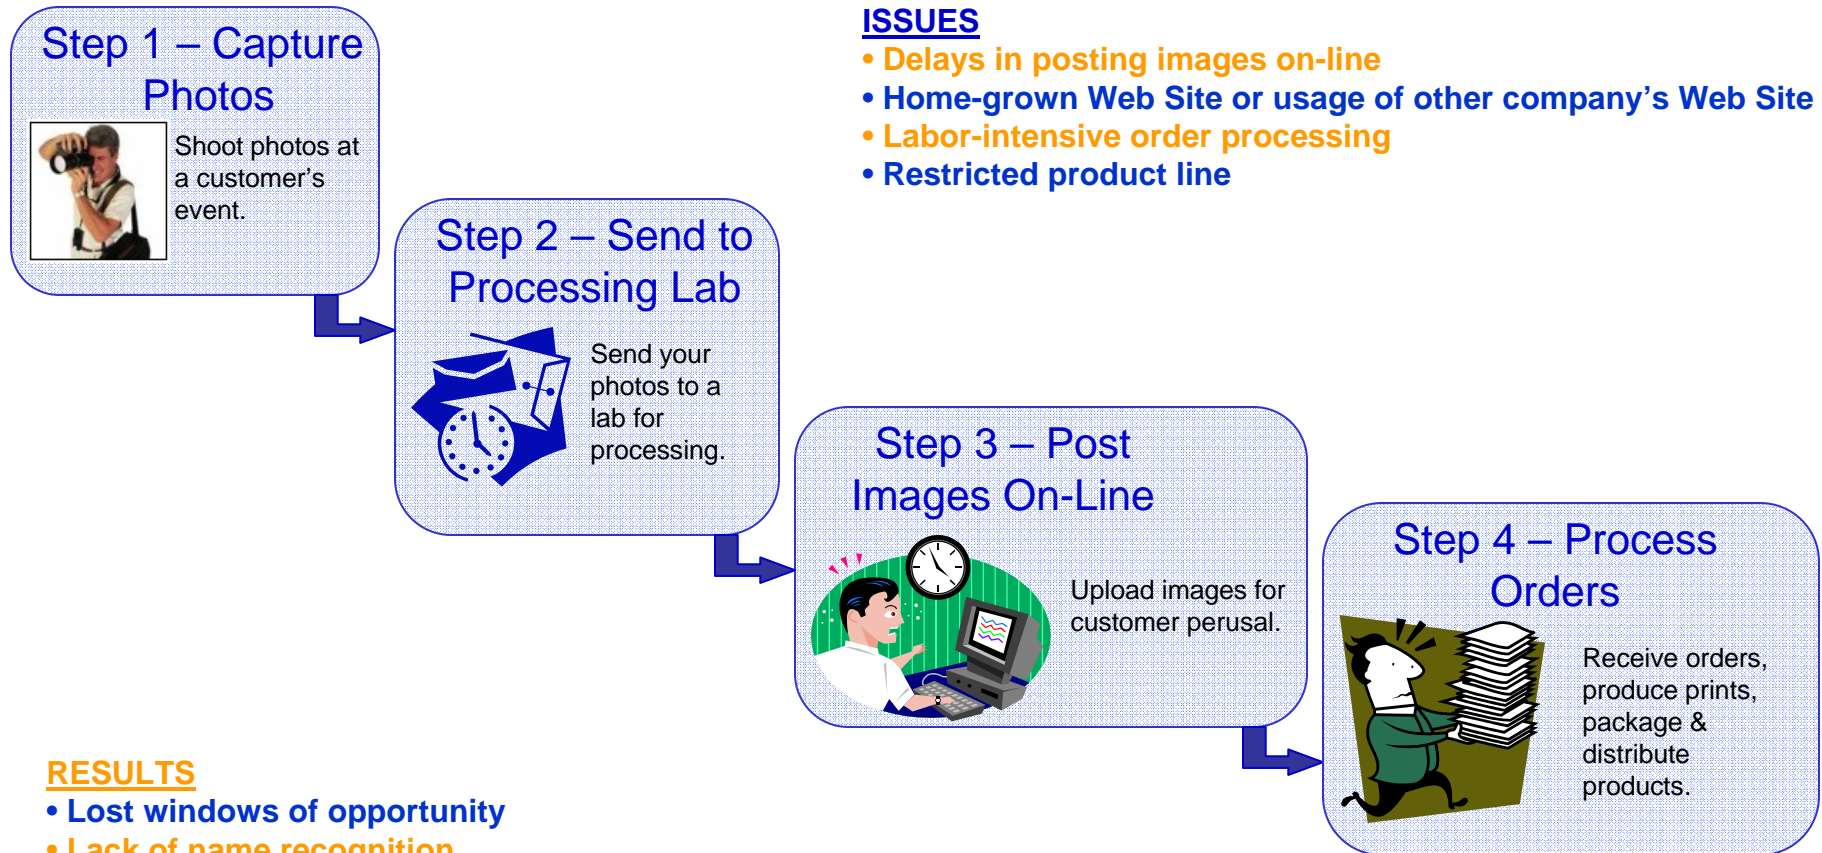 Step 1 – Capture
Photos
Shoot photos at
a customer's
event.
ISSUES
• Delays in posting images on-line
• Home-grown Web Site or usage of other company's Web Site
• Labor-intensive order processing
• Restricted product line
Step 2 – Send to
Processing Lab
Send your
photos to a
lab for
processing.
Step 3 – Post
Images On-Line
Upload images for
customer perusal.
Step 4 – Process
Orders
Receive orders,
produce prints,
package &
distribute
products.
RESULTS
• Lost windows of opportunity
• Lack of name recognition